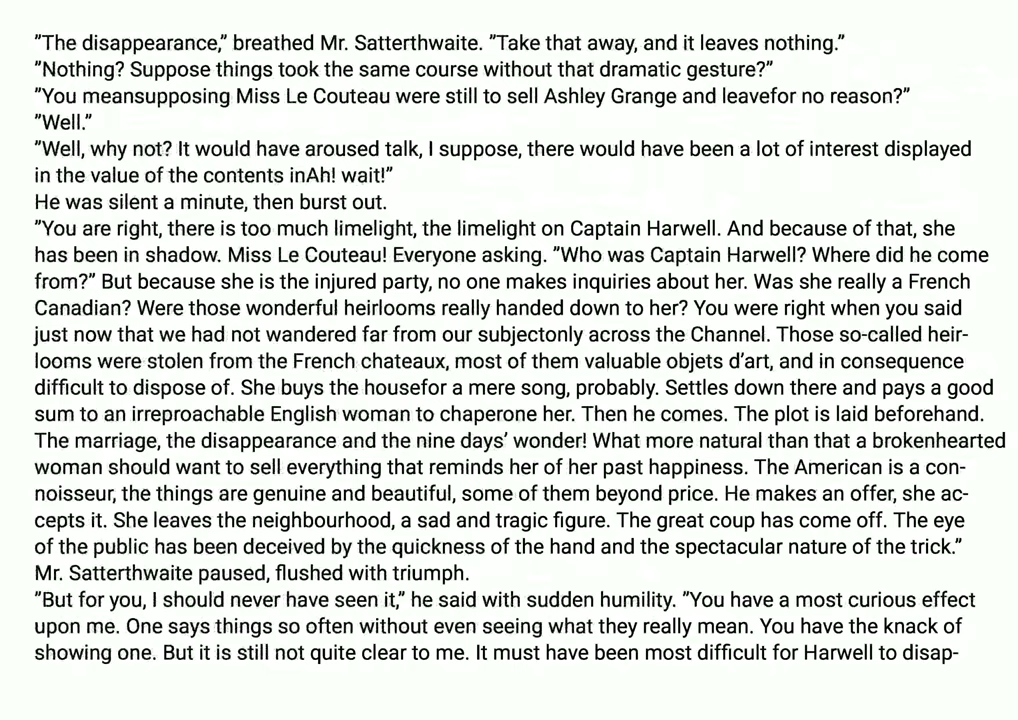 ”The disappearance,” breathed Mr. Satterthwaite. ”Take that away, and it leaves nothing.”
”Nothing? Suppose things took the same course without that dramatic gesture?”
”You meansupposing Miss Le Couteau were still to sell Ashley Grange and leavefor no reason?”
”Well.”
”Well, why not? It would have aroused talk, I suppose, there would have been a lot of interest displayed
in the value of the contents inAh! wait!”
He was silent a minute, then burst out.
”You are right, there is too much limelight, the limelight on Captain Harwell. And because of that, she
has been in shadow. Miss Le Couteau! Everyone asking. ”Who was Captain Harwell? Where did he come
from?” But because she is the injured party, no one makes inquiries about her. Was she really a French
Canadian? Were those wonderful heirlooms really handed down to her? You were right when you said
just now that we had not wandered far from our subjectonly across the Channel. Those so-called heir-
looms were stolen from the French chateaux, most of them valuable objets d’art, and in consequence
difficult to dispose of. She buys the housefor a mere song, probably. Settles down there and pays a good
sum to an irreproachable English woman to chaperone her. Then he comes. The plot is laid beforehand.
The marriage, the disappearance and the nine days’ wonder! What more natural than that a brokenhearted
woman should want to sell everything that reminds her of her past happiness. The American is a con-
noisseur, the things are genuine and beautiful, some of them beyond price. He makes an offer, she ac-
cepts it. She leaves the neighbourhood, a sad and tragic figure. The great coup has come off. The eye
of the public has been deceived by the quickness of the hand and the spectacular nature of the trick.”
Mr. Satterthwaite paused, flushed with triumph.
”But for you, I should never have seen it,” he said with sudden humility. ”You have a most curious effect
upon me. One says things so often without even seeing what they really mean. You have the knack of
showing one. But it is still not quite clear to me. It must have been most difficult for Harwell to disap-